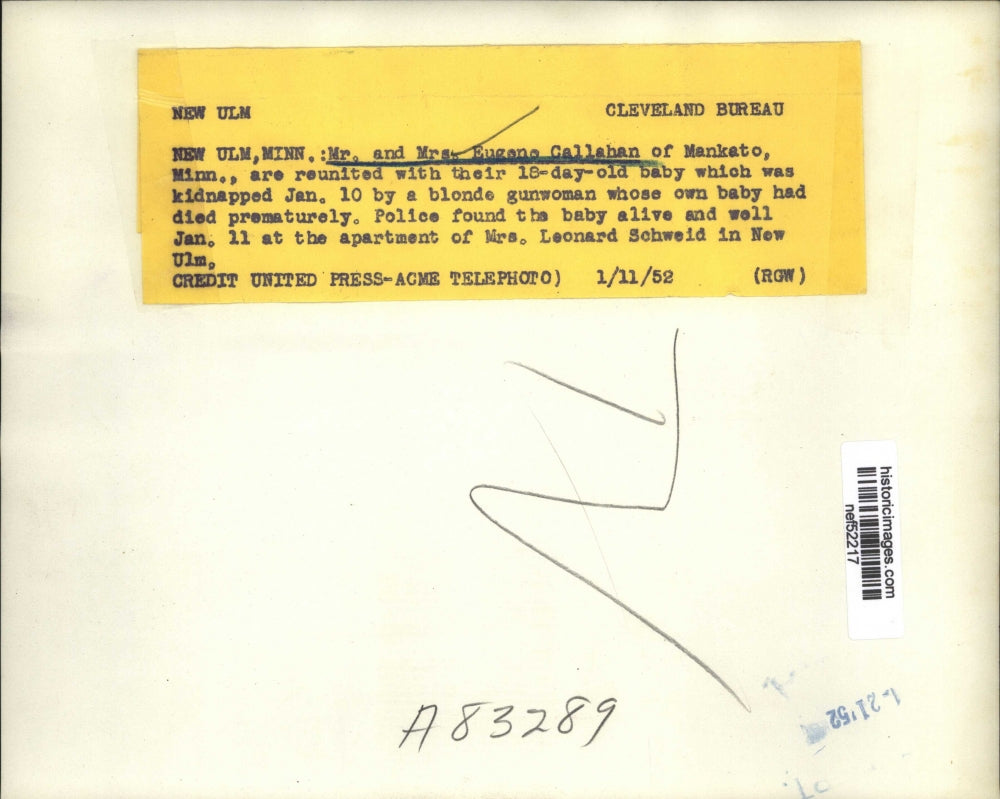 NEW ULM CLEVELAND BUREAU
NEW ULM,MINN.:Mr. and Mrs. Eugene Callahan of Mankato,
Minn., are reunited with their 18-day-old baby which was
kidnapped Jan. 10 by a blonde gunwoman whose own baby had
died prematurely. Police found the baby alive and well
Jan. 11 at the apartment of Mrs. Leonard Schweid in New
Ulm.
CREDIT UNITED PRESS-ACME TELEPHOTO) 1/11/52 (RGW)
historicimages.com
nef52217
A83289
1-21'52